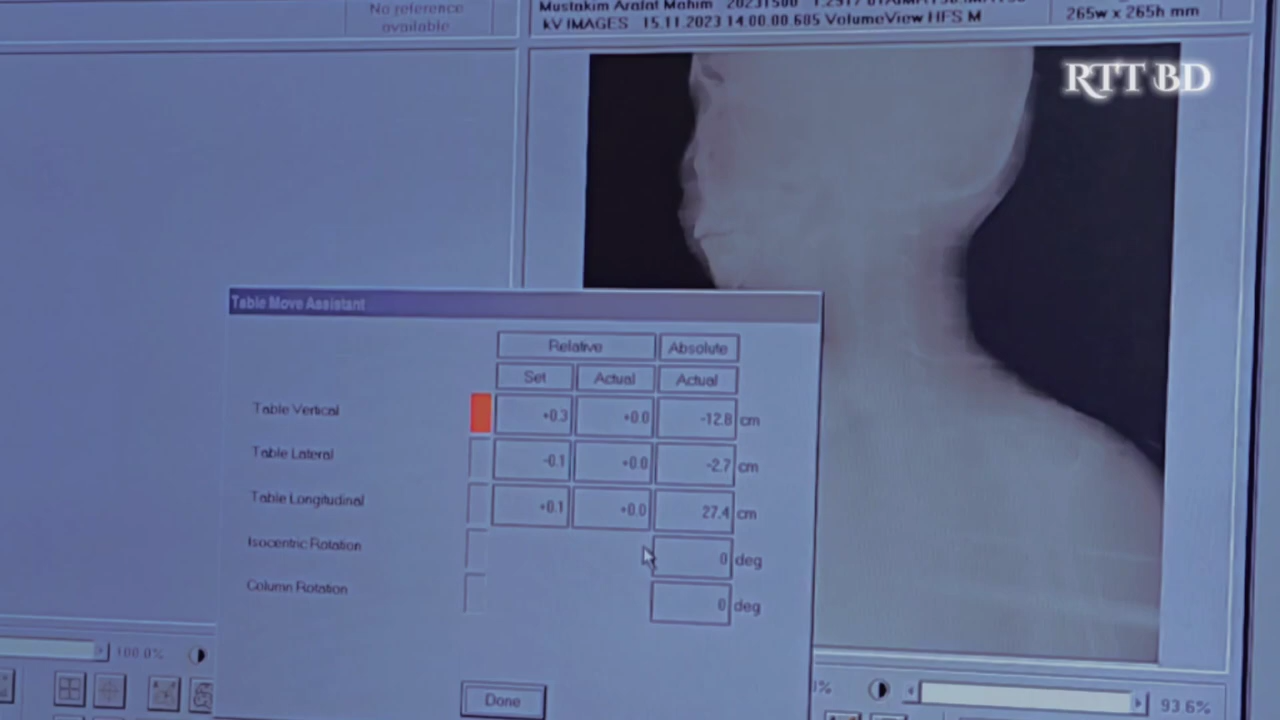 No reference
available
Mustakim Arafat Mahim
kV IMAGES 15.11.2023 14.00.00.605 VolumeView HFS M
265w x 265h mm
RTT BD
Table Move Assistant
Relative Absolute
Set Actual Actual
Table Vertical +0.3 +0.0 -12.8 cm
Table Lateral -0.1 +0.0 -2.7 cm
Table Longitudinal +0.1 +0.0 27.4 cm
Isocentric Rotation 0 deg
Column Rotation 0 deg
100.0%
Done
93.6%